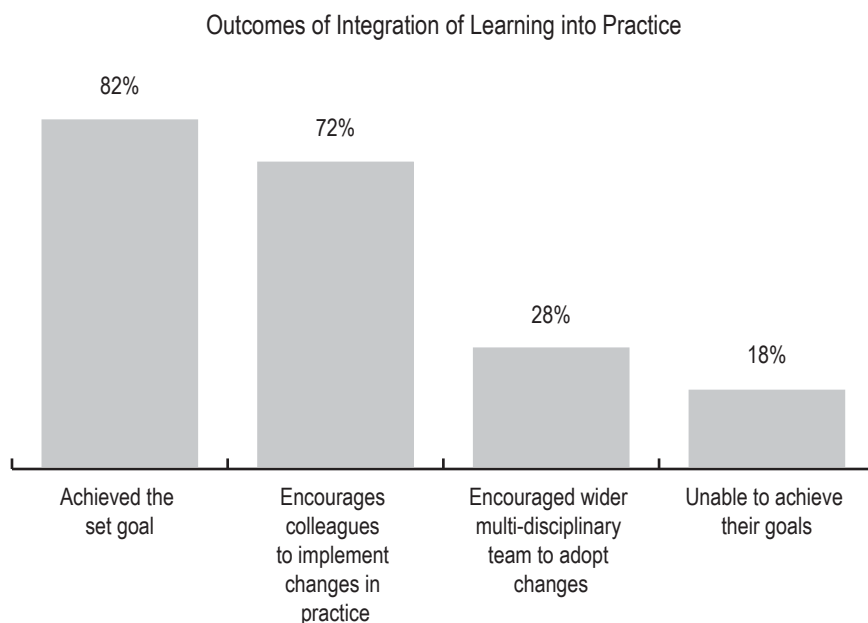 Outcomes of Integration of Learning into Practice
82%
72%
28%
18%
Achieved the
set goal
Encourages
colleagues
to implement
changes in
practice
Encouraged wider
multi-disciplinary
team to adopt
changes
Unable to achieve
their goals